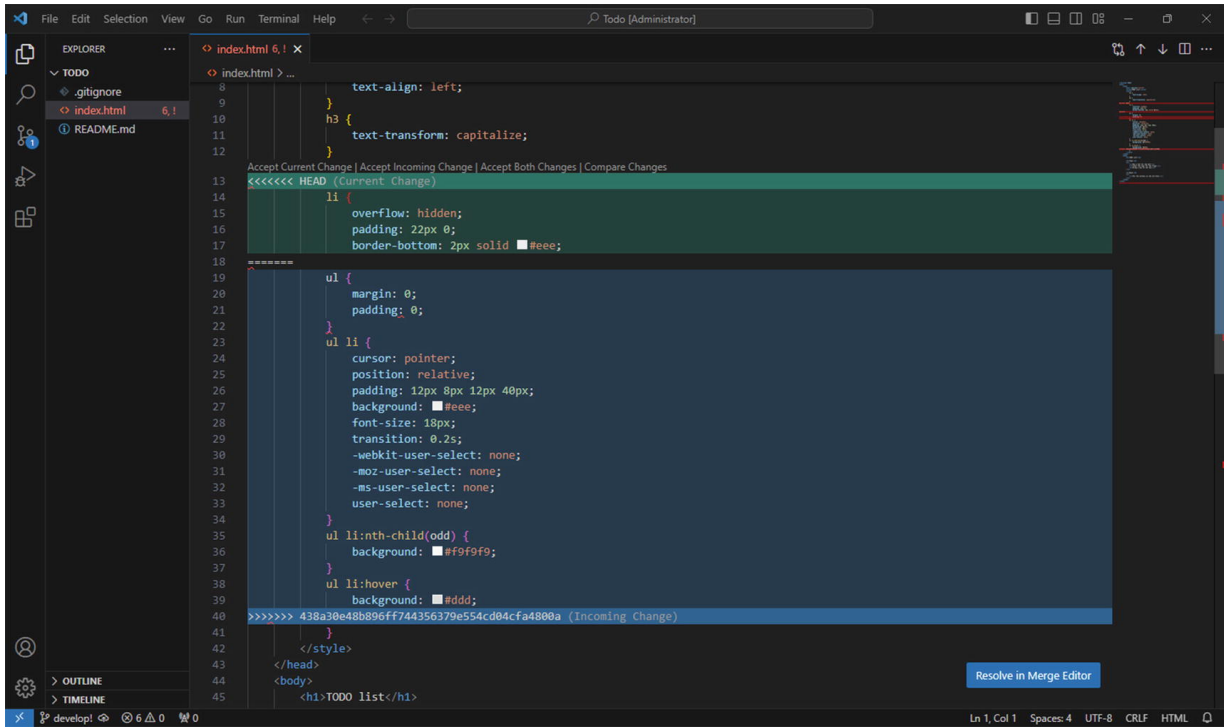 File Edit Selection View Go Run Terminal Help
Todo [Administrator]
EXPLORER
index.html 6, !
TODO
.gitignore
index.html 6, !
README.md
index.html > ...
8 text-align: left;
9 }
10 h3 {
11 text-transform: capitalize;
12 }
Accept Current Change | Accept Incoming Change | Accept Both Changes | Compare Changes
13 <<<<<<< HEAD (Current Change)
14 li {
15 overflow: hidden;
16 padding: 22px 0;
17 border-bottom: 2px solid #eee;
18 =======
19 ul {
20 margin: 0;
21 padding: 0;
22 }
23 ul li {
24 cursor: pointer;
25 position: relative;
26 padding: 12px 8px 12px 40px;
27 background: #eee;
28 font-size: 18px;
29 transition: 0.2s;
30 -webkit-user-select: none;
31 -moz-user-select: none;
32 -ms-user-select: none;
33 user-select: none;
34 }
35 ul li:nth-child(odd) {
36 background: #f9f9f9;
37 }
38 ul li:hover {
39 background: #ddd;
40 >>>>>>> 438a30e48b896ff744356379e554cd04cfa4800a (Incoming Change)
41 }
42 </style>
43 </head>
44 <body>
45 <h1>TODO list</h1>
Resolve in Merge Editor
1
OUTLINE
TIMELINE
develop! 6 0 0
Ln 1, Col 1 Spaces: 4 UTF-8 CRLF HTML